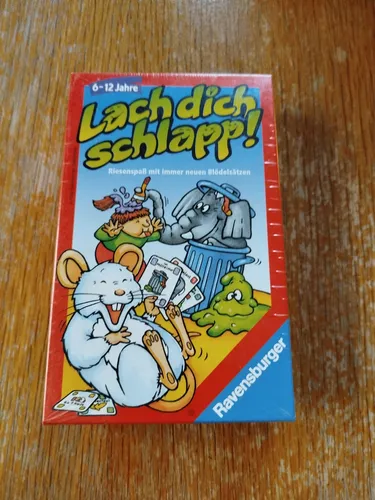 6-12 Jahre
Lach dich
schlapp!
Riesenspaß mit immer neuen Blödelsätzen
Ravensburger